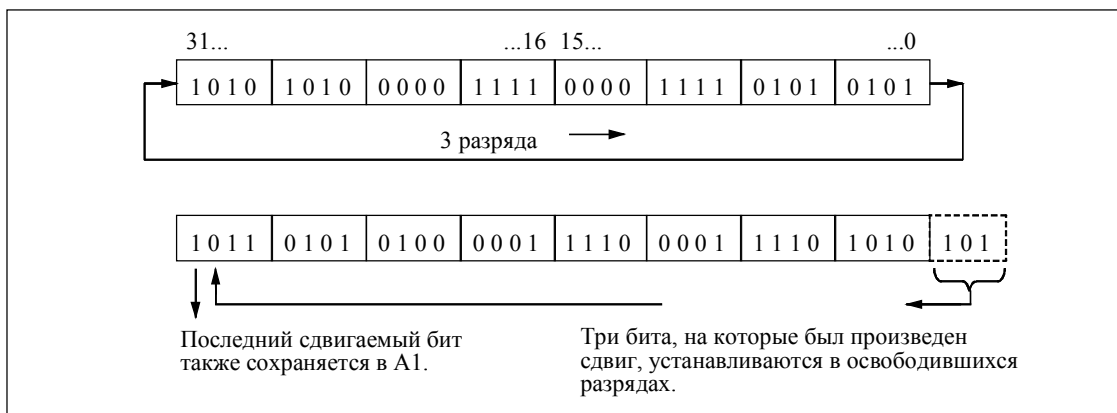 31... ...16 15... ...0
1010 1010 0000 1111 0000 1111 0101 0101
3 разряда
1011 0101 0100 0001 1110 0001 1110 1010 101
Последний сдвигаемый бит
также сохраняется в A1.
Три бита, на которые был произведен
сдвиг, устанавливаются в освободившихся
разрядах.